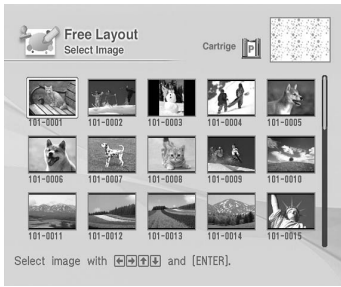 Free Layout
Select Image
Cartrige P
101-0001 101-0002 101-0003 101-0004 101-0005
101-0006 101-0007 101-0008 101-0009 101-0010
101-0011 101-0012 101-0013 101-0014 101-0015
Select image with ←→↑↓ and [ENTER].